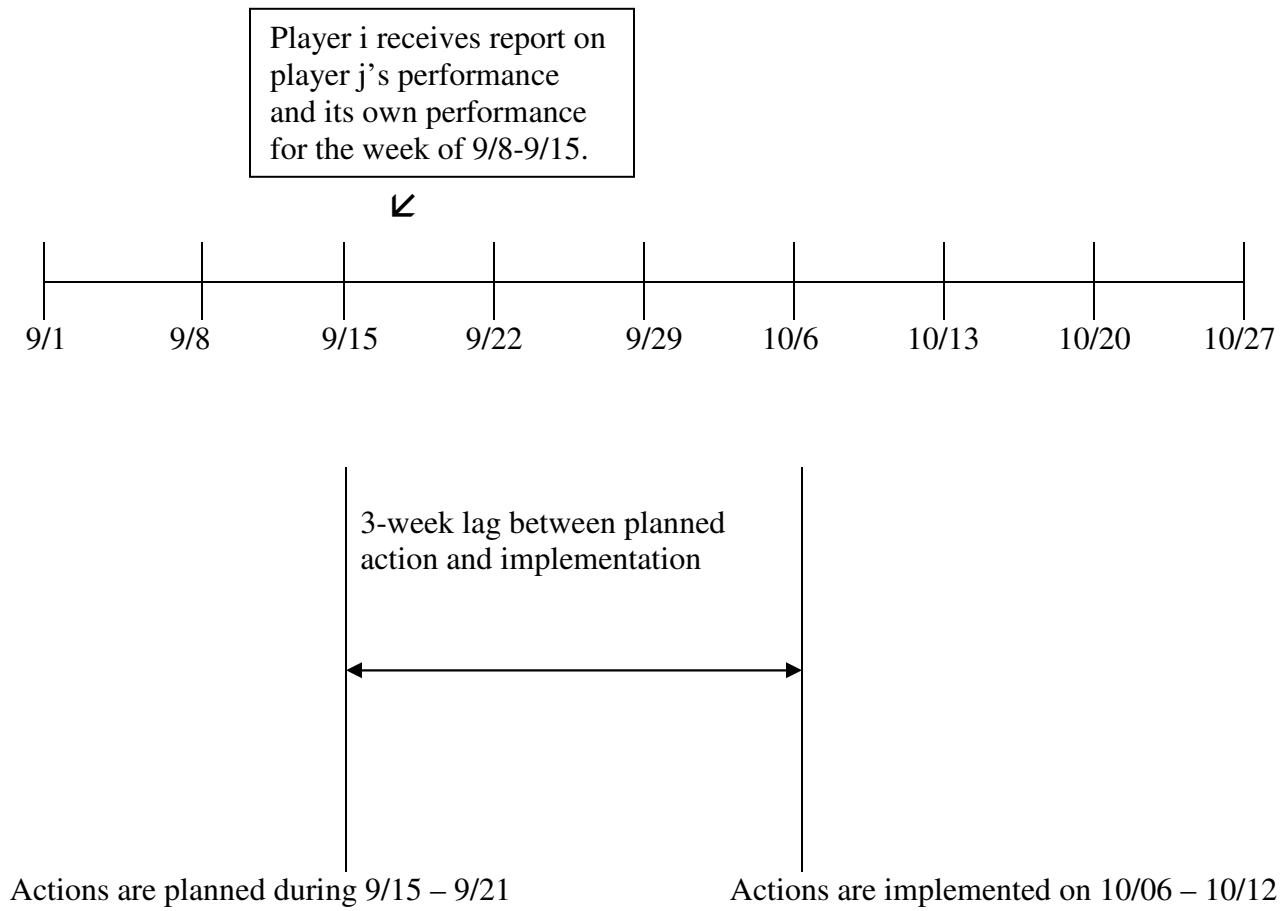 Player i receives report on
player j’s performance
and its own performance
for the week of 9/8-9/15.
9/1 9/8 9/15 9/22 9/29 10/6 10/13 10/20 10/27
3-week lag between planned
action and implementation
Actions are planned during 9/15 – 9/21 Actions are implemented on 10/06 – 10/12